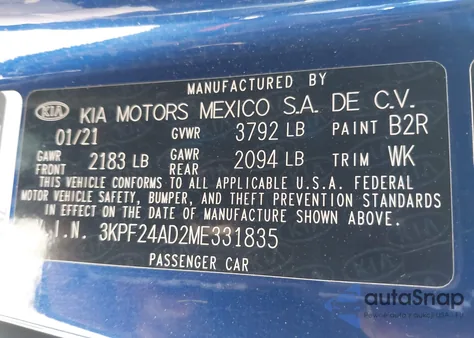 MANUFACTURED BY
KIA KIA MOTORS MEXICO S.A. DE C.V.
01/21 GVWR 3792 LB PAINT B2R
GAWR FRONT 2183 LB GAWR REAR 2094 LB TRIM WK
THIS VEHICLE CONFORMS TO ALL APPLICABLE U.S.A. FEDERAL
MOTOR VEHICLE SAFETY, BUMPER, AND THEFT PREVENTION STANDARDS
IN EFFECT ON THE DATE OF MANUFACTURE SHOWN ABOVE.
V.I.N. 3KPF24AD2ME331835
PASSENGER CAR
autoSnap